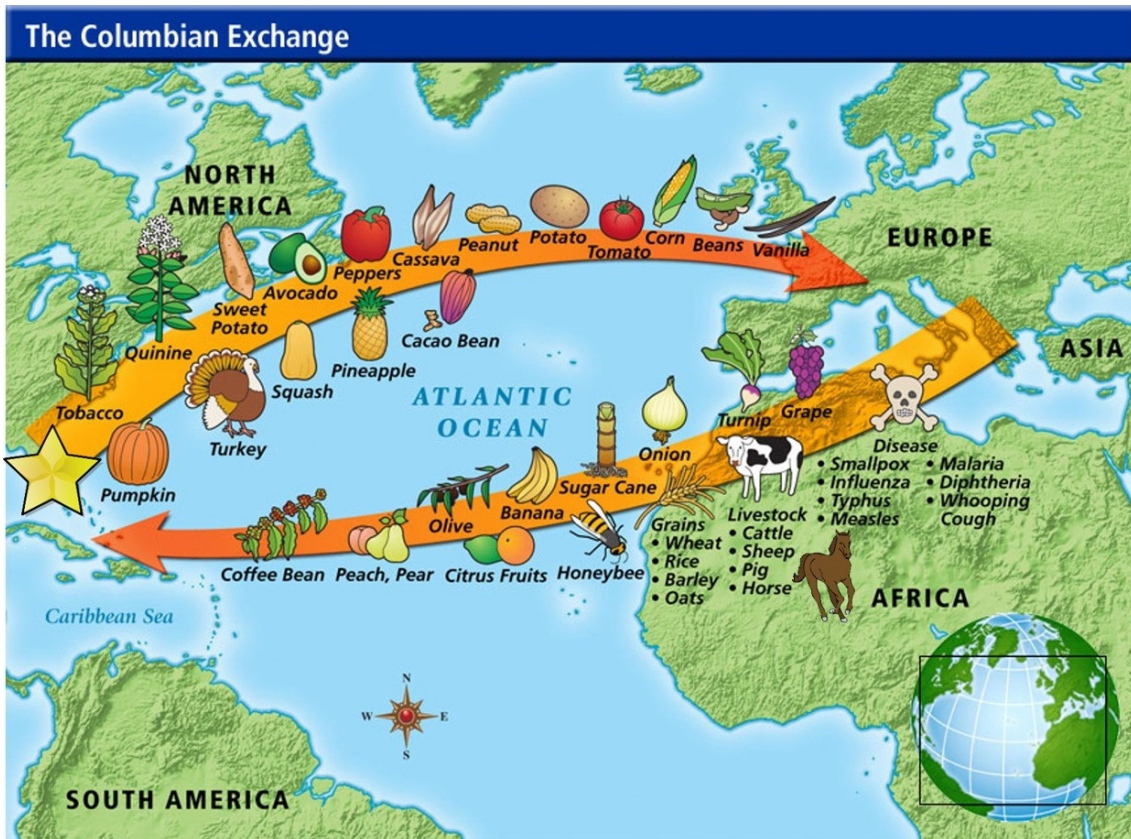 The Columbian Exchange
NORTH
AMERICA
EUROPE
ASIA
Tobacco
Quinine
Sweet
Potato
Avocado
Peppers
Cassava
Peanut
Potato
Tomato
Corn
Beans
Vanilla
Pumpkin
Turkey
Squash
Pineapple
Cacao Bean
ATLANTIC
OCEAN
Coffee Bean
Peach, Pear
Olive
Citrus Fruits
Banana
Honeybee
Sugar Cane
Onion
Turnip
Grape
Grains
• Wheat
• Rice
• Barley
• Oats
Livestock
• Cattle
• Sheep
• Pig
• Horse
Disease
• Smallpox
• Influenza
• Typhus
• Measles
• Malaria
• Diphtheria
• Whooping
Cough
AFRICA
Caribbean Sea
N
W E
S
SOUTH AMERICA